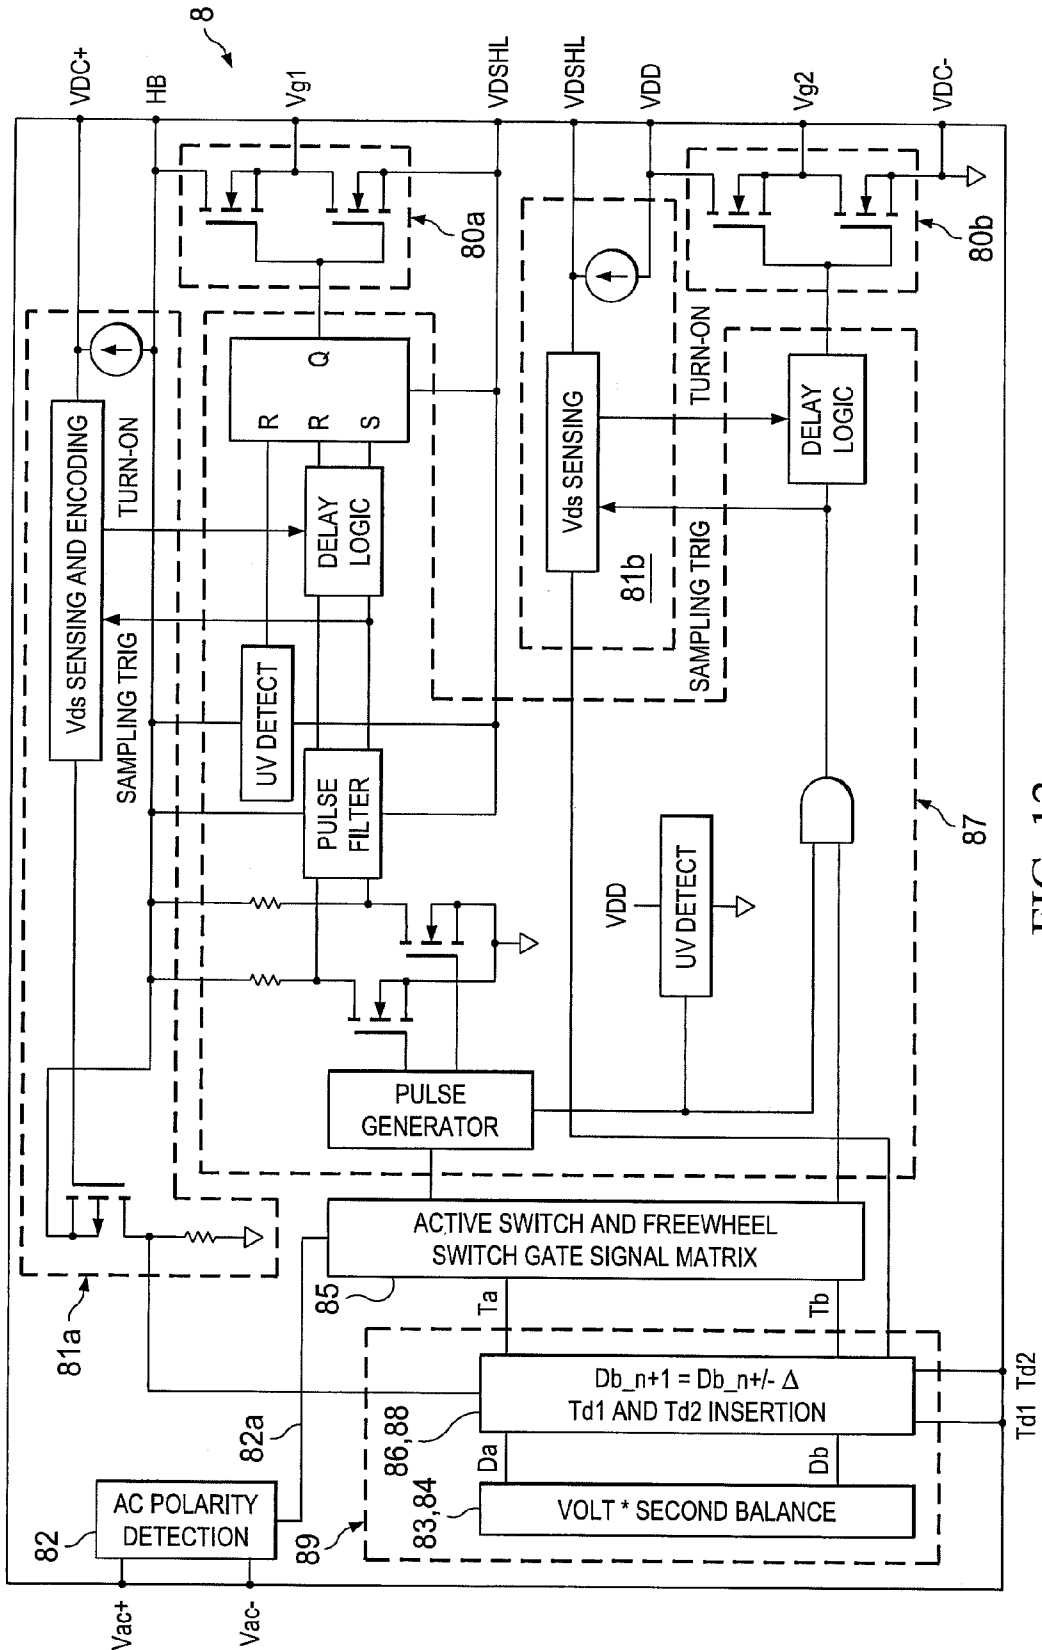 8
VDC+
HB
Vg1
VDSHL
VDSHL
VDD
Vg2
VDC-
80a
80b
Vds SENSING AND ENCODING
TURN-ON
SAMPLING TRIG
Q
R
R
S
DELAY
LOGIC
UV DETECT
PULSE
FILTER
Vds SENSING
81b
TURN-ON
SAMPLING TRIG
DELAY
LOGIC
87
VDD
UV DETECT
PULSE
GENERATOR
81a
ACTIVE SWITCH AND FREEWHEEL
SWITCH GATE SIGNAL MATRIX
85
Ta
Tb
82a
Db_n+1 = Db_n+/- Δ
Td1 AND Td2 INSERTION
86,88
Da
Db
VOLT * SECOND BALANCE
83,84
89
AC POLARITY
DETECTION
82
Vac+
Vac-
Td1
Td2